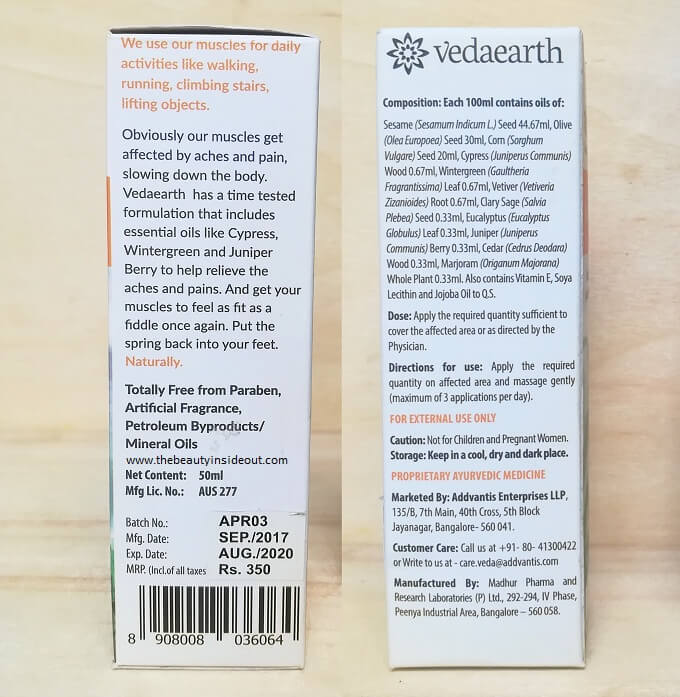 We use our muscles for daily
activities like walking,
running, climbing stairs,
lifting objects.
Obviously our muscles get
affected by aches and pain,
slowing down the body.
Vedaearth has a time tested
formulation that includes
essential oils like Cypress,
Wintergreen and Juniper
Berry to help relieve the
aches and pains. And get your
muscles to feel as fit as a
fiddle once again. Put the
spring back into your feet.
Naturally.
Totally Free from Paraben,
Artificial Fragrance,
Petroleum Byproducts/
Mineral Oils
www.thebeautyinsideout.com
Net Content: 50ml
Mfg Lic. No.: AUS 277
Batch No.: APR03
Mfg. Date: SEP./2017
Exp. Date: AUG./2020
MRP. (Incl.of all taxes Rs. 350
8 908008 036064
vedaearth
Composition: Each 100ml contains oils of:
Sesame (Sesamum Indicum L.) Seed 44.67ml, Olive
(Olea Europoea) Seed 30ml, Corn (Sorghum
Vulgare) Seed 20ml, Cypress (Juniperus Communis)
Wood 0.67ml, Wintergreen (Gaultheria
Fragrantissima) Leaf 0.67ml, Vetiver (Vetiveria
Zizanioides) Root 0.67ml, Clary Sage (Salvia
Plebea) Seed 0.33ml, Eucalyptus (Eucalyptus
Globulus) Leaf 0.33ml, Juniper (Juniperus
Communis) Berry 0.33ml, Cedar (Cedrus Deodara)
Wood 0.33ml, Marjoram (Origanum Majorana)
Whole Plant 0.33ml. Also contains Vitamin E, Soya
Lecithin and Jojoba Oil to Q.S.
Dose: Apply the required quantity sufficient to
cover the affected area or as directed by the
Physician.
Directions for use: Apply the required
quantity on affected area and massage gently
(maximum of 3 applications per day).
FOR EXTERNAL USE ONLY
Caution: Not for Children and Pregnant Women.
Storage: Keep in a cool, dry and dark place.
PROPRIETARY AYURVEDIC MEDICINE
Marketed By: Addvantis Enterprises LLP,
135/B, 7th Main, 40th Cross, 5th Block
Jayanagar, Bangalore- 560 041.
Customer Care: Call us at +91- 80- 41300422
or Write to us at - care.veda@addvantis.com
Manufactured By: Madhur Pharma and
Research Laboratories (P) Ltd., 292-294, IV Phase,
Peenya Industrial Area, Bangalore – 560 058.